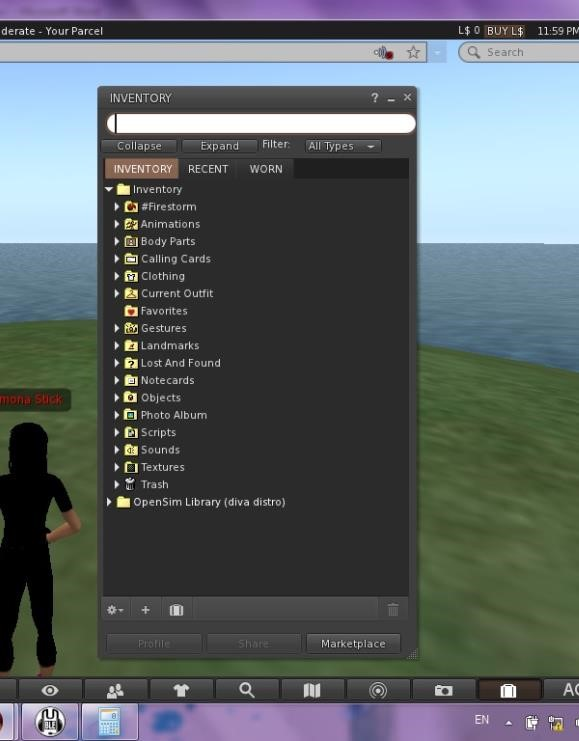 derate - Your Parcel
L$ 0 BUY L$ 11:59 PM
Search
INVENTORY ? _ ×
Collapse Expand Filter: All Types
INVENTORY RECENT WORN
Inventory
#Firestorm
Animations
Body Parts
Calling Cards
Clothing
Current Outfit
Favorites
Gestures
Landmarks
Lost And Found
Notecards
Objects
Photo Album
Scripts
Sounds
Textures
Trash
OpenSim Library (diva distro)
mona Stick
Profile Share Marketplace
AO
U
BLE
EN